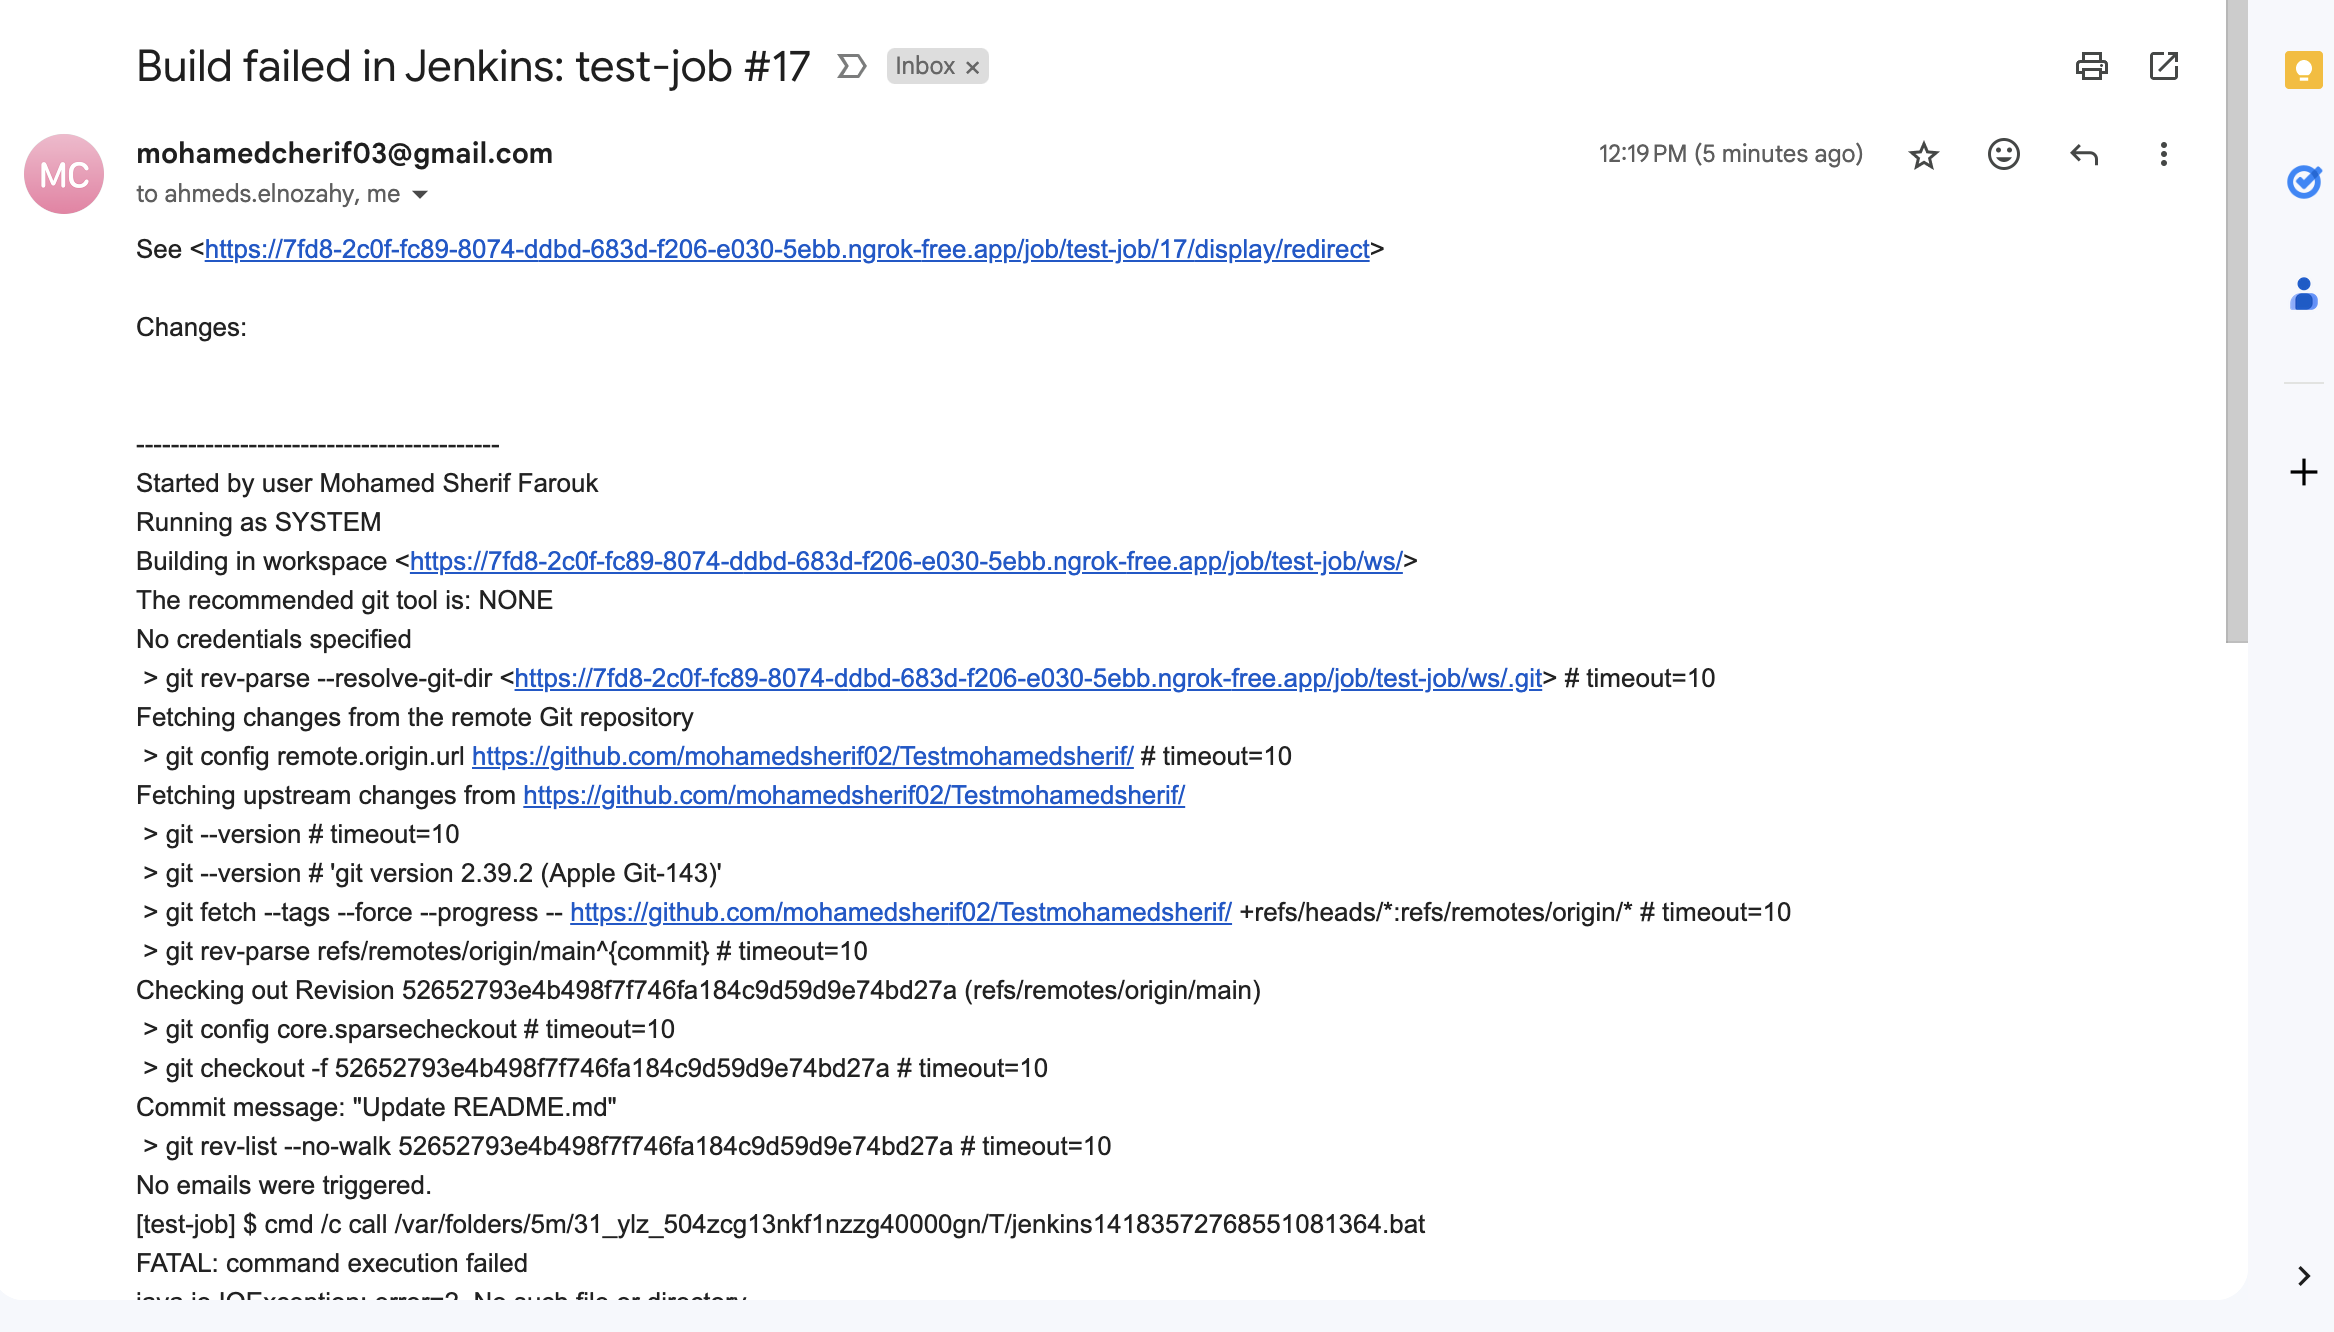 Build failed in Jenkins: test-job #17 Inbox ×
MC
mohamedcherif03@gmail.com 12:19 PM (5 minutes ago)
to ahmeds.elnozahy, me
See <https://7fd8-2c0f-fc89-8074-ddbd-683d-f206-e030-5ebb.ngrok-free.app/job/test-job/17/display/redirect>
Changes:
------------------------------------------
Started by user Mohamed Sherif Farouk
Running as SYSTEM
Building in workspace <https://7fd8-2c0f-fc89-8074-ddbd-683d-f206-e030-5ebb.ngrok-free.app/job/test-job/ws/>
The recommended git tool is: NONE
No credentials specified
> git rev-parse --resolve-git-dir <https://7fd8-2c0f-fc89-8074-ddbd-683d-f206-e030-5ebb.ngrok-free.app/job/test-job/ws/.git> # timeout=10
Fetching changes from the remote Git repository
> git config remote.origin.url https://github.com/mohamedsherif02/Testmohamedsherif/ # timeout=10
Fetching upstream changes from https://github.com/mohamedsherif02/Testmohamedsherif/
> git --version # timeout=10
> git --version # 'git version 2.39.2 (Apple Git-143)'
> git fetch --tags --force --progress -- https://github.com/mohamedsherif02/Testmohamedsherif/ +refs/heads/*:refs/remotes/origin/* # timeout=10
> git rev-parse refs/remotes/origin/main^{commit} # timeout=10
Checking out Revision 52652793e4b498f7f746fa184c9d59d9e74bd27a (refs/remotes/origin/main)
> git config core.sparsecheckout # timeout=10
> git checkout -f 52652793e4b498f7f746fa184c9d59d9e74bd27a # timeout=10
Commit message: "Update README.md"
> git rev-list --no-walk 52652793e4b498f7f746fa184c9d59d9e74bd27a # timeout=10
No emails were triggered.
[test-job] $ cmd /c call /var/folders/5m/31_ylz_504zcg13nkf1nzzg40000gn/T/jenkins14183572768551081364.bat
FATAL: command execution failed
java.io.IOException: error=2, No such file or directory